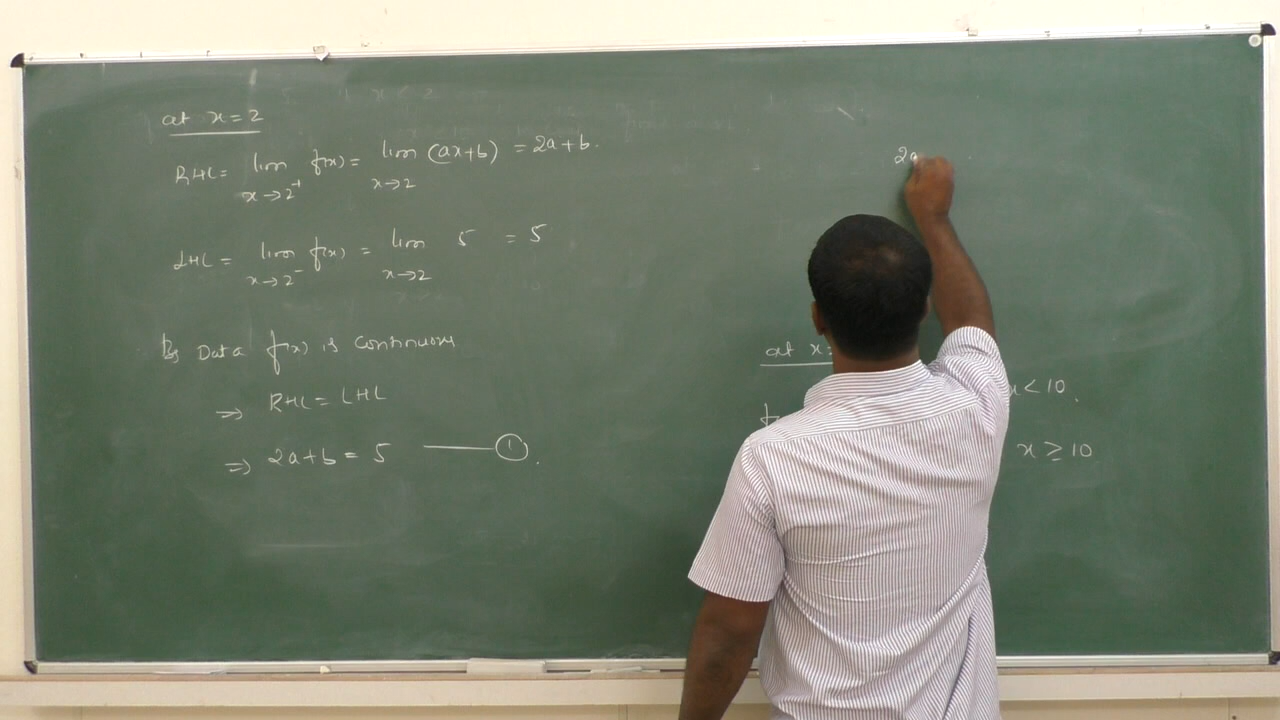 at x=2
RHL= lim x→2⁺ f(x)= lim x→2 (ax+b) = 2a+b.
LHL= lim x→2⁻ f(x) = lim x→2 5 = 5
By Data f(x) is continuous
⇒ RHL= LHL
⇒ 2a+b= 5 —— ①.
2a
at x=
x<10.
f
x≥10